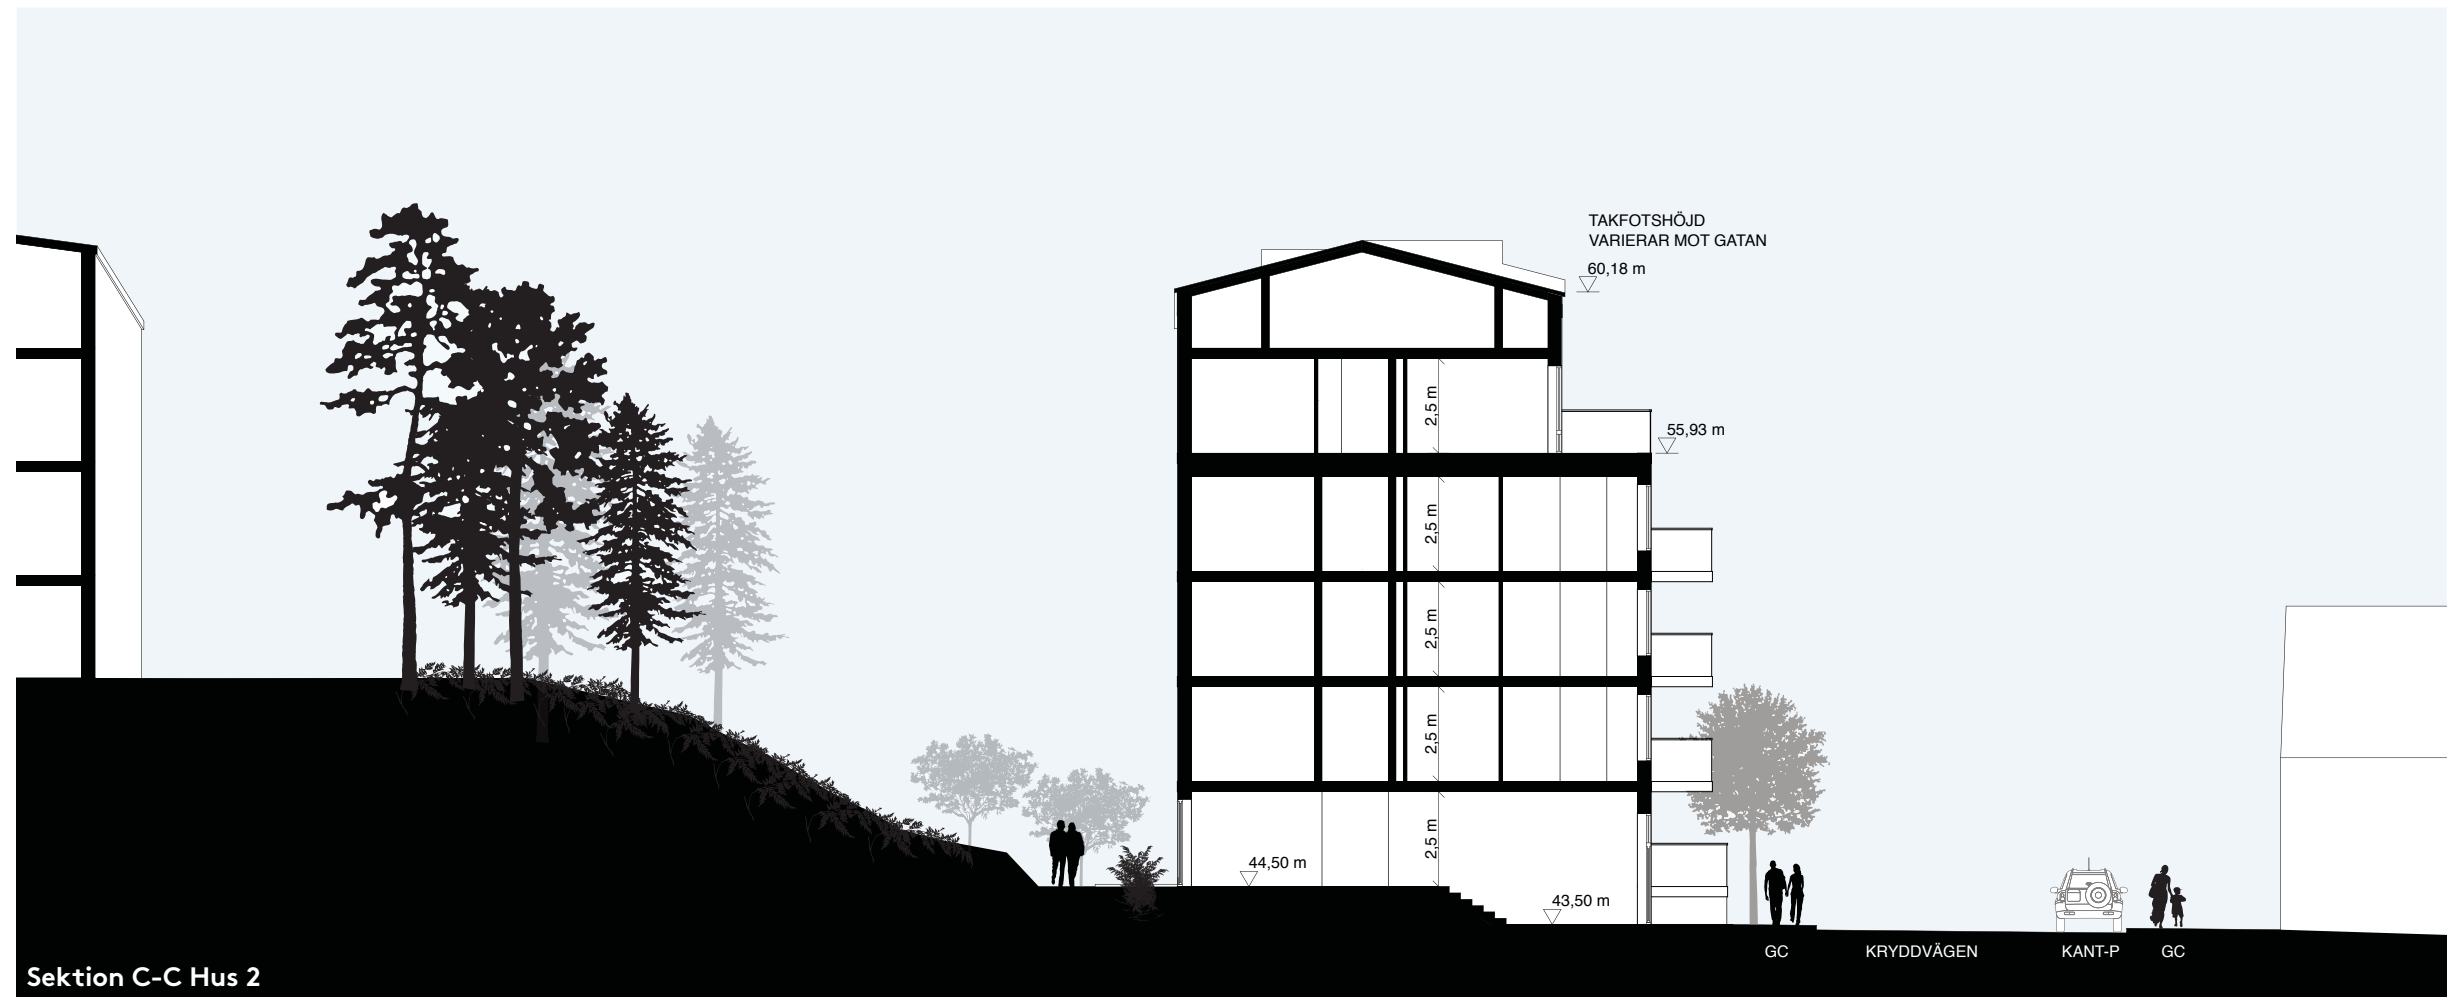 TAKFOTSHÖJD
VARIERAR MOT GATAN
60,18 m
2,5 m
55,93 m
2,5 m
2,5 m
2,5 m
2,5 m
44,50 m
43,50 m
GC
KRYDDVÄGEN
KANT-P
GC
Sektion C-C Hus 2